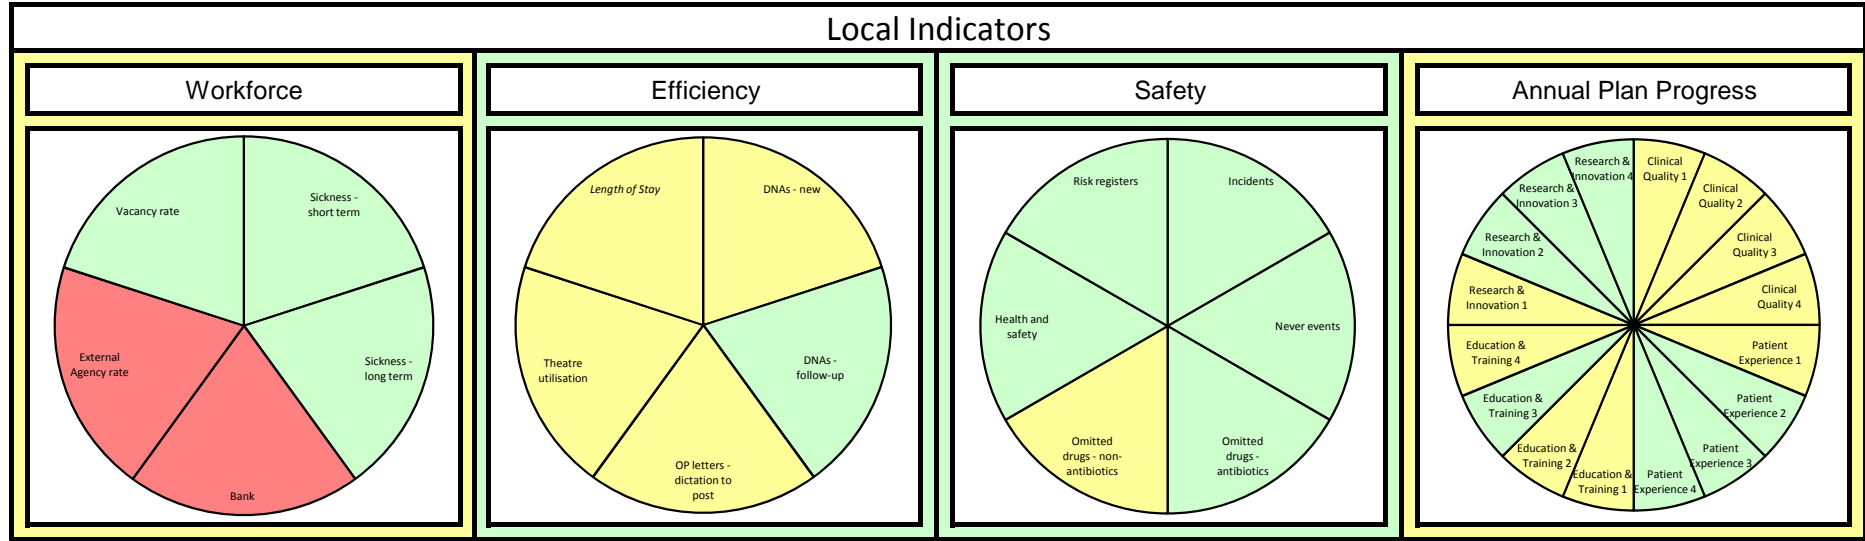 Local Indicators
Workforce
Efficiency
Safety
Annual Plan Progress
Vacancy rate
Sickness -
short term
External
Agency rate
Sickness -
long term
Bank
Length of Stay
DNAs - new
Theatre
utilisation
DNAs -
follow-up
OP letters -
dictation to
post
Risk registers
Incidents
Health and
safety
Never events
Omitted
drugs - non-
antibiotics
Omitted
drugs -
antibiotics
Research &
Innovation 4
Clinical
Quality 1
Research &
Innovation 3
Clinical
Quality 2
Research &
Innovation 2
Clinical
Quality 3
Research &
Innovation 1
Clinical
Quality 4
Education &
Training 4
Patient
Experience 1
Education &
Training 3
Patient
Experience 2
Education &
Training 2
Patient
Experience 3
Education &
Training 1
Patient
Experience 4